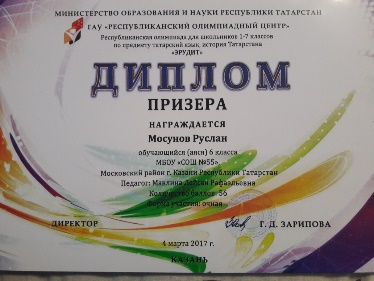 МИНИСТЕРСТВО ОБРАЗОВАНИЯ И НАУКИ РЕСПУБЛИКИ ТАТАРСТАН
ГАУ «РЕСПУБЛИКАНСКИЙ ОЛИМПИАДНЫЙ ЦЕНТР»
Республиканская олимпиада для школьников 1-7 классов
по предмету татарский язык, история Татарстана
"ЭРУДИТ"
ДИПЛОМ
ПРИЗЕРА
НАГРАЖДАЕТСЯ
Мосунов Руслан
обучающийся (аяся) 6 класса
МБОУ «СОШ №55»
Московский район г. Казани Республики Татарстан
Педагог: Рафаэльовна
Количество баллов: 56
Форма участия: очная
ДИРЕКТОР Г. Д. ЗАРИПОВА
4 марта 2017 г.
КАЗАНЬ